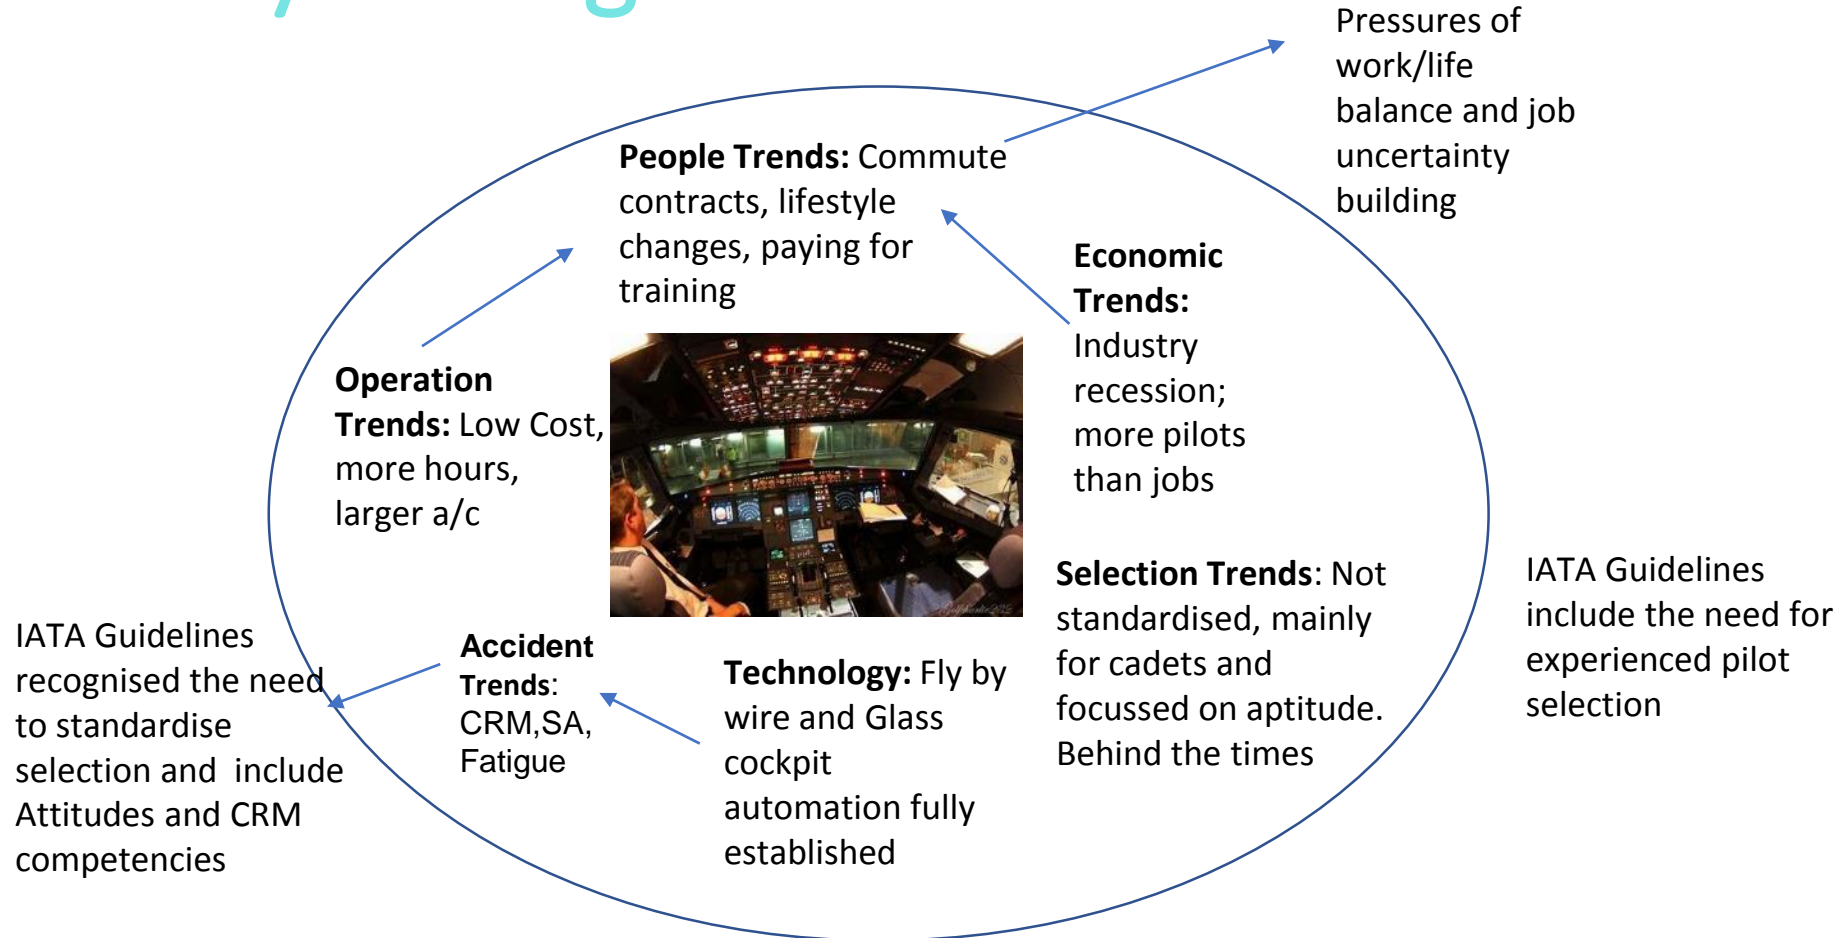 Pressures of
work/life
balance and job
uncertainty
building
People Trends: Commute
contracts, lifestyle
changes, paying for
training
Economic
Trends:
Industry
recession;
more pilots
than jobs
Operation
Trends: Low Cost,
more hours,
larger a/c
Selection Trends: Not
standardised, mainly
for cadets and
focussed on aptitude.
Behind the times
IATA Guidelines
include the need for
experienced pilot
selection
IATA Guidelines
recognised the need
to standardise
selection and  include
Attitudes and CRM
competencies
Accident
Trends:
CRM,SA,
Fatigue
Technology: Fly by
wire and Glass
cockpit
automation fully
established